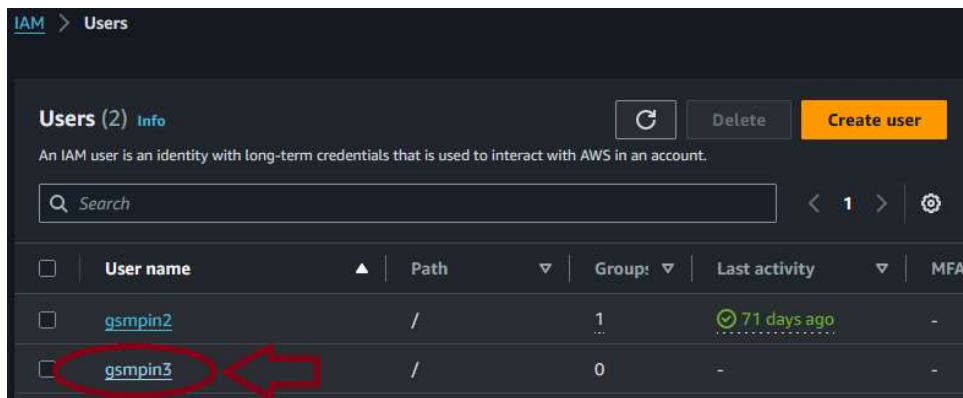 IAM > Users
Users (2) Info
Delete
Create user
An IAM user is an identity with long-term credentials that is used to interact with AWS in an account.
Search
1
User name Path Group: Last activity MFA
gsmpin2 / 1 71 days ago -
gsmpin3 / 0 - -